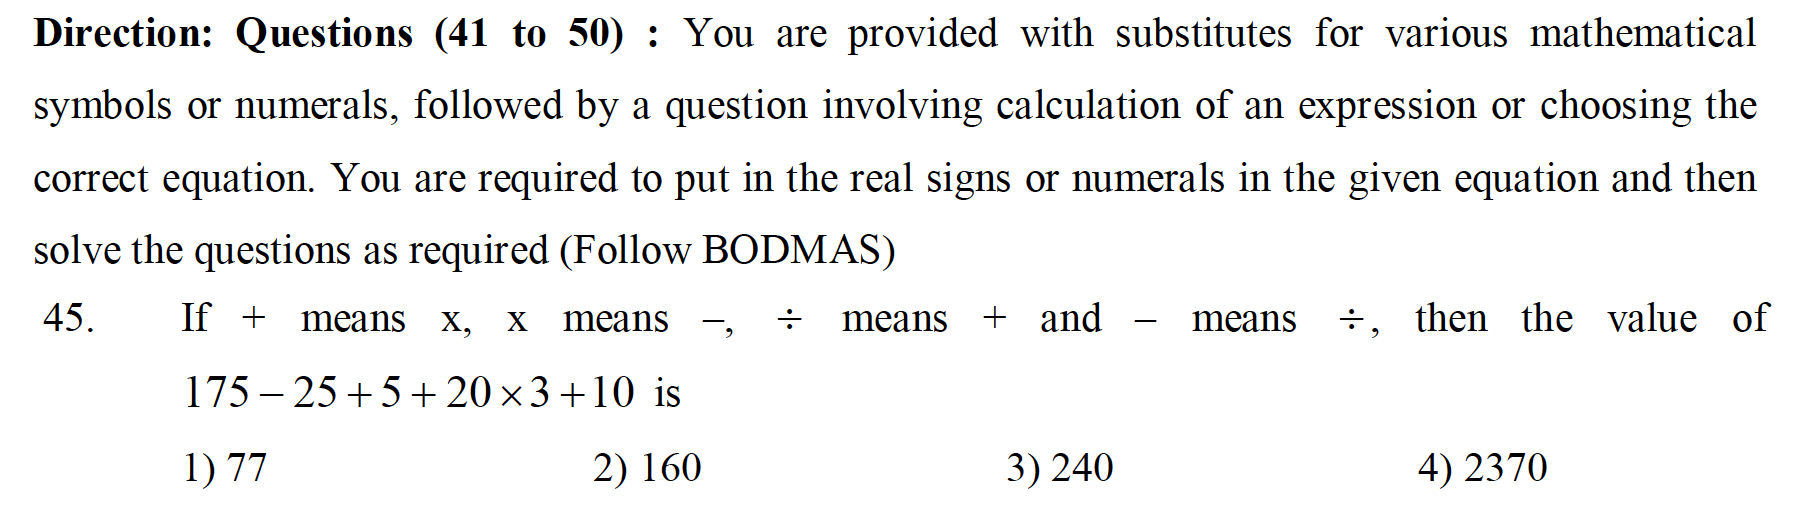 Direction: Questions (41 to 50) : You are provided with substitutes for various mathematical
symbols or numerals, followed by a question involving calculation of an expression or choosing the
correct equation. You are required to put in the real signs or numerals in the given equation and then
solve the questions as required (Follow BODMAS)
45. If + means x, x means –, ÷ means + and – means ÷, then the value of
175 – 25 + 5 + 20 × 3 + 10 is
1) 77 2) 160 3) 240 4) 2370